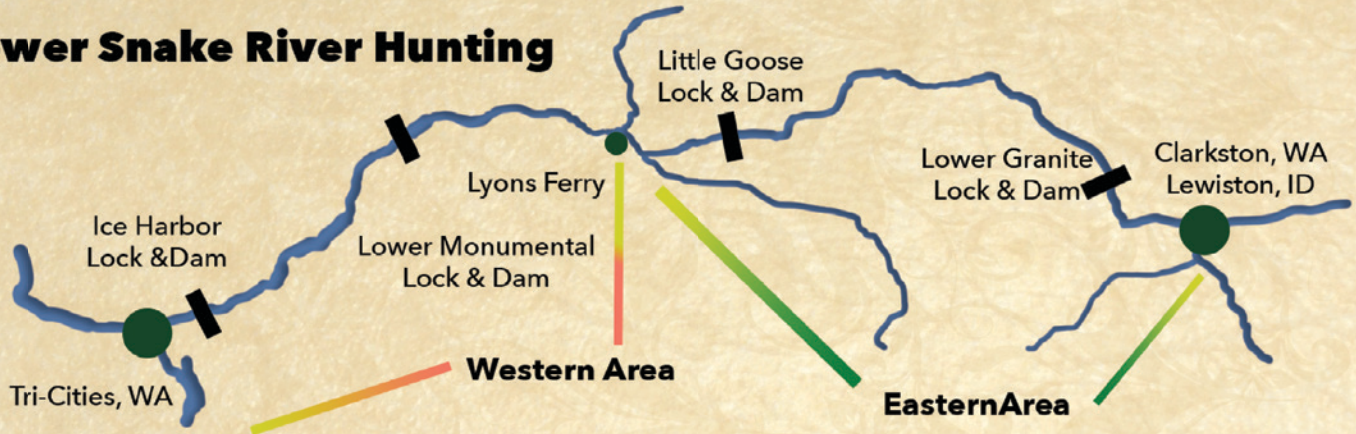 wer Snake River Hunting
Little Goose
Lock & Dam
Lower Granite
Lock & Dam
Clarkston, WA
Lewiston, ID
Lyons Ferry
Ice Harbor
Lock &Dam
Lower Monumental
Lock & Dam
Western Area
Tri-Cities, WA
EasternArea